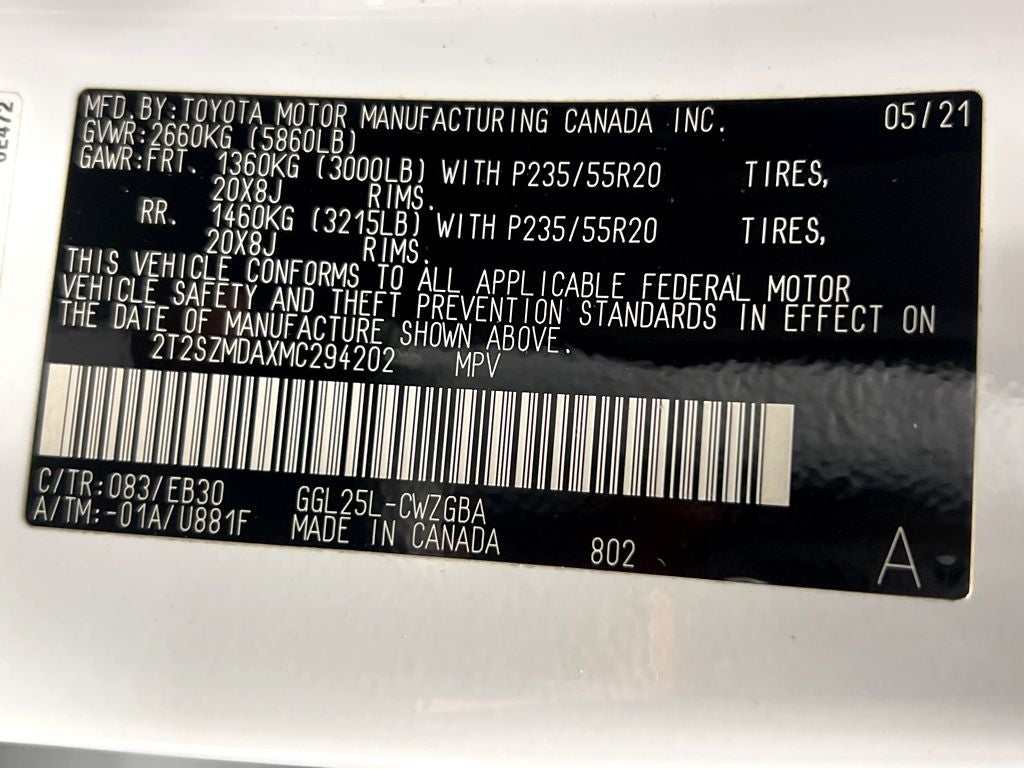 MFD. BY: TOYOTA MOTOR MANUFACTURING CANADA INC. 05/21
GVWR: 2660KG (5860LB)
GAWR: FRT. 1360KG (3000LB) WITH P235/55R20 TIRES,
20X8J RIMS.
RR. 1460KG (3215LB) WITH P235/55R20 TIRES,
20X8J RIMS.
THIS VEHICLE CONFORMS TO ALL APPLICABLE FEDERAL MOTOR
VEHICLE SAFETY AND THEFT PREVENTION STANDARDS IN EFFECT ON
THE DATE OF MANUFACTURE SHOWN ABOVE.
2T2SZMDAXMC294202 MPV
C/TR: 083/EB30 GGL25L-CWZGBA
A/TM: -01A/U881F MADE IN CANADA 802 A